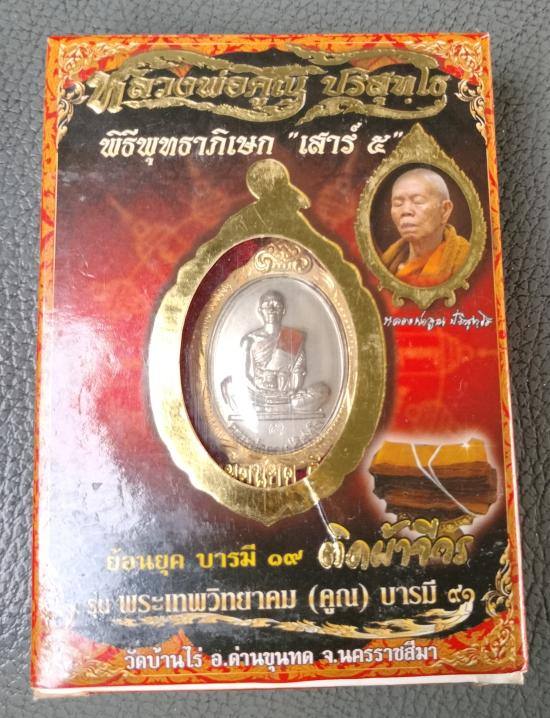 หลวงพ่อคูณ ปริสุทฺโธ
พิธีพุทธาภิเษก "เสาร์ ๕"
หลวงพ่อคูณ ปริสุทโธ
ย้อนยุค บารมี ๑๙ ติดผ้าจีวร
รุ่น พระเทพวิทยาคม (คูณ) บารมี ๙๑
วัดบ้านไร่ อ.ด่านขุนทด จ.นครราชสีมา